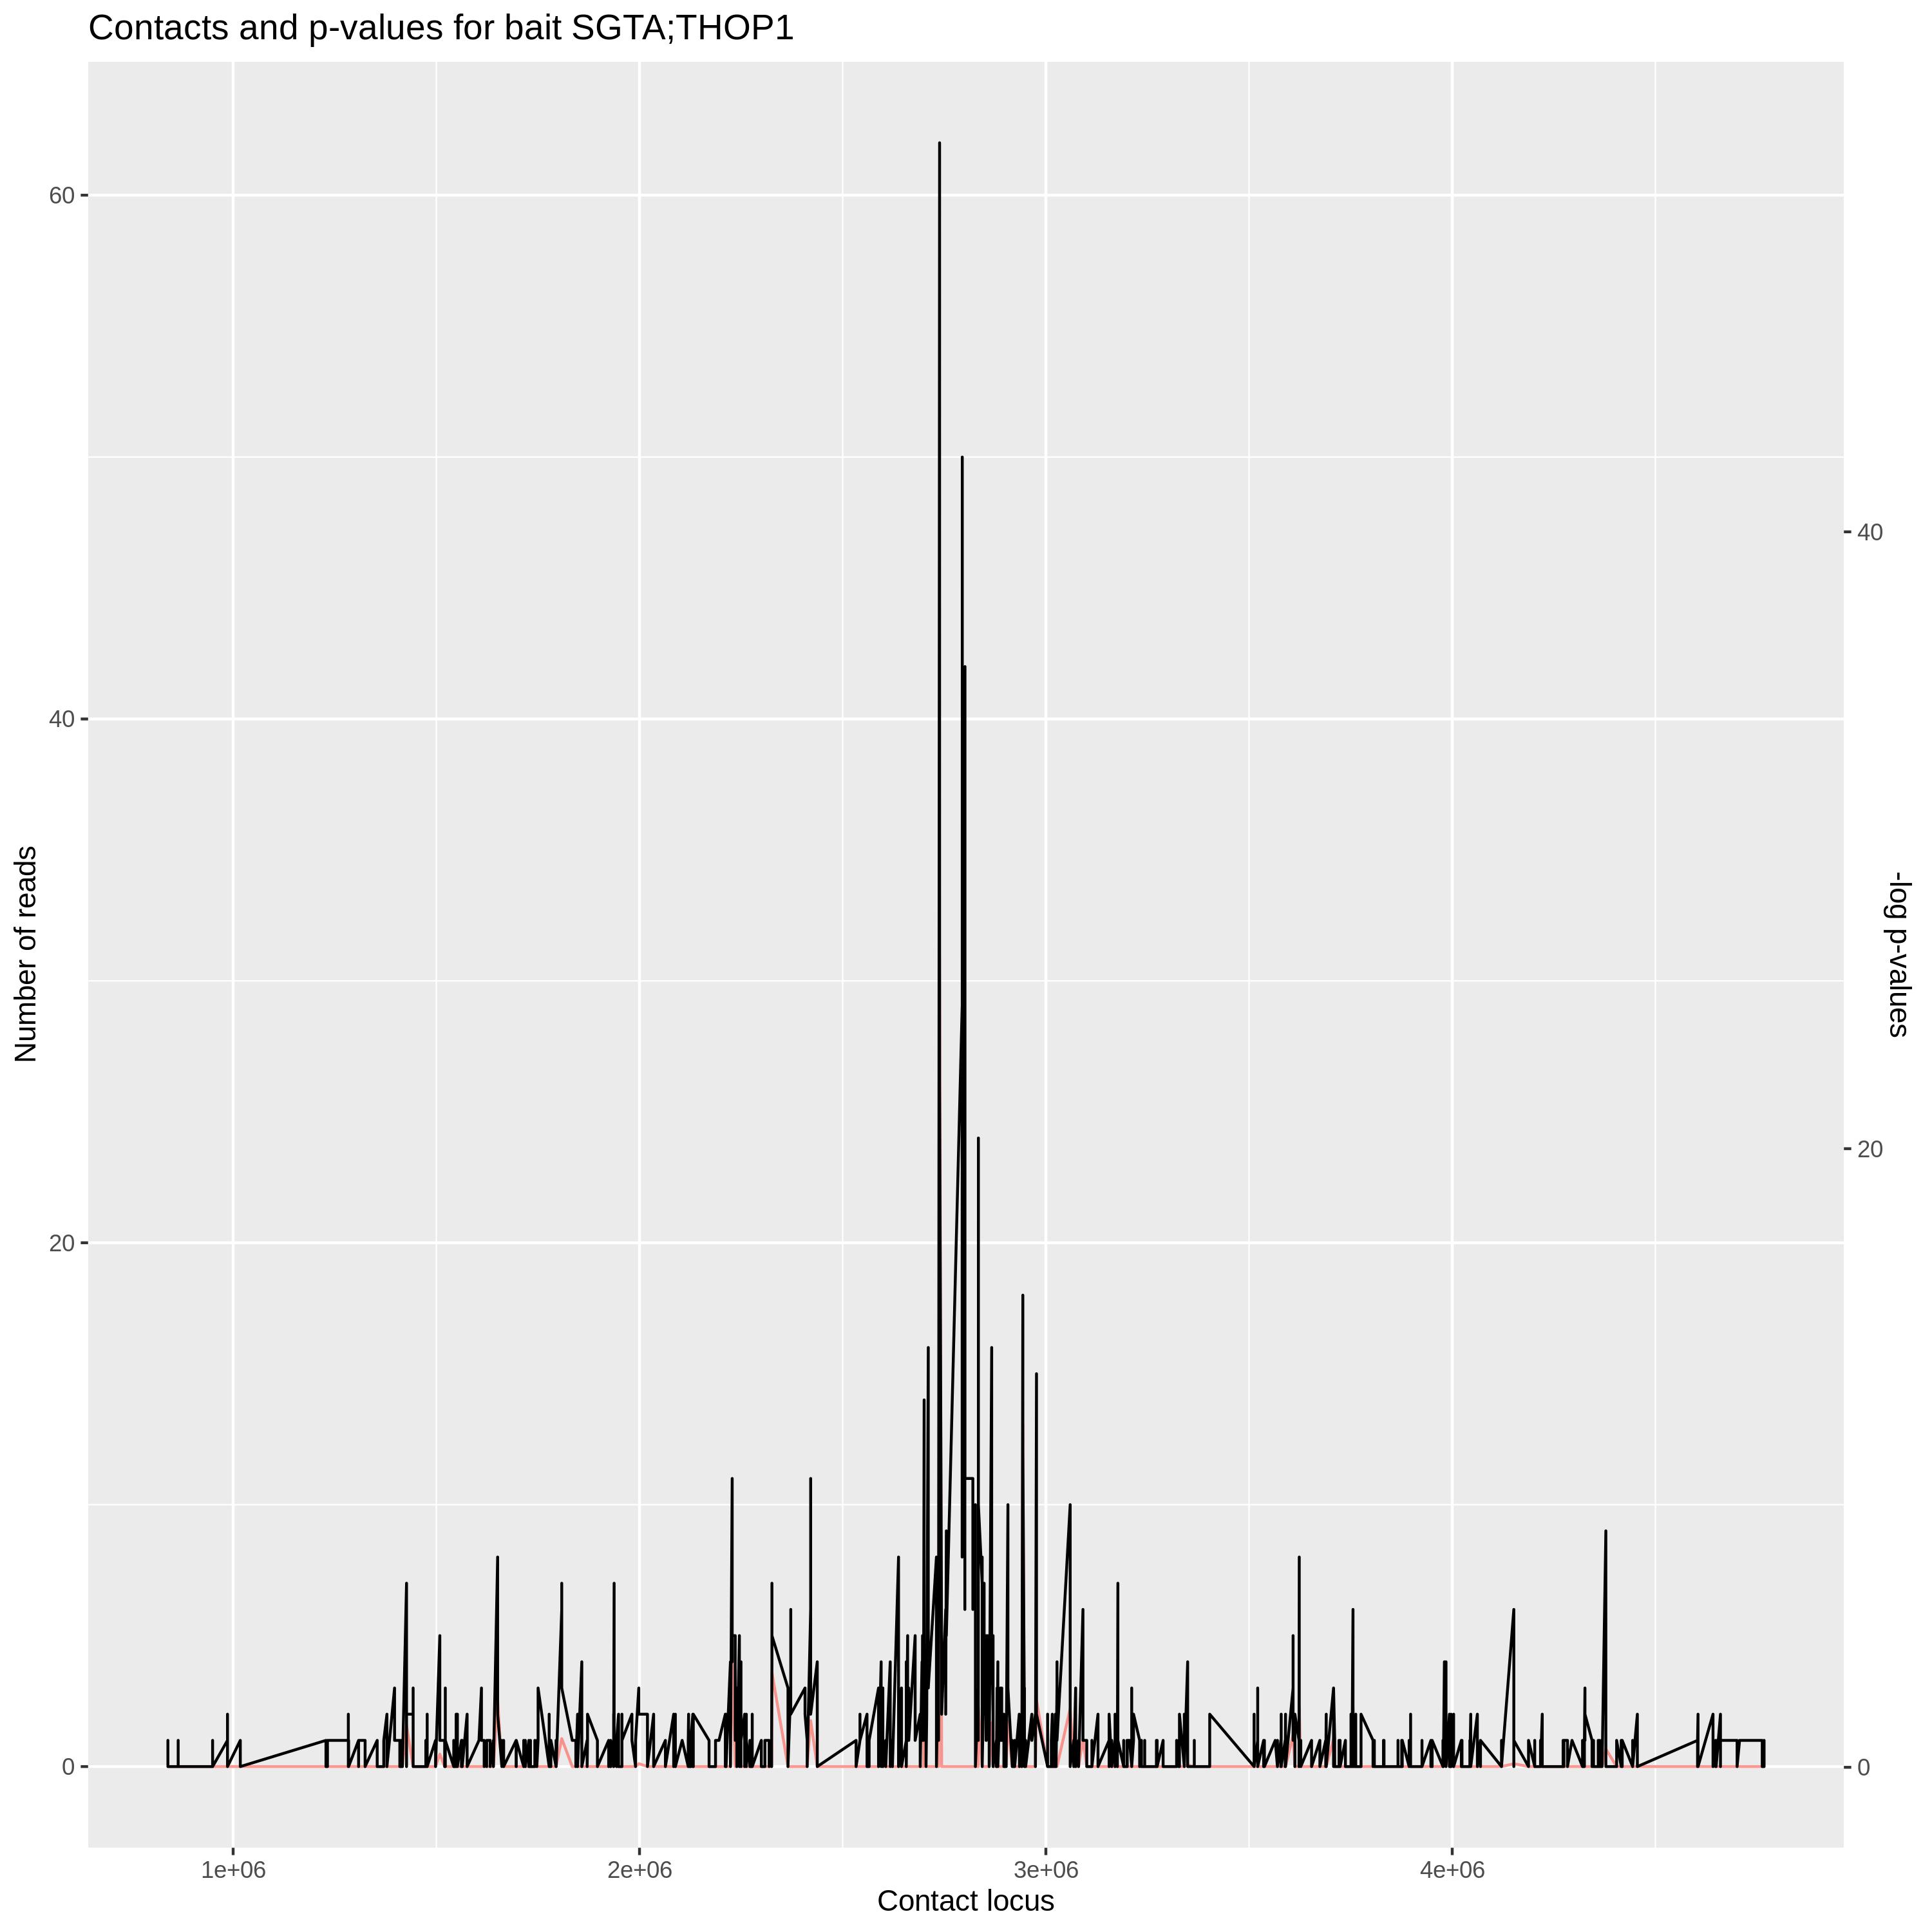 Contacts and p-values for bait SGTA;THOP1
60
40
20
0
Number of reads
40
20
0
-log p-values
1e+06 2e+06 3e+06 4e+06
Contact locus